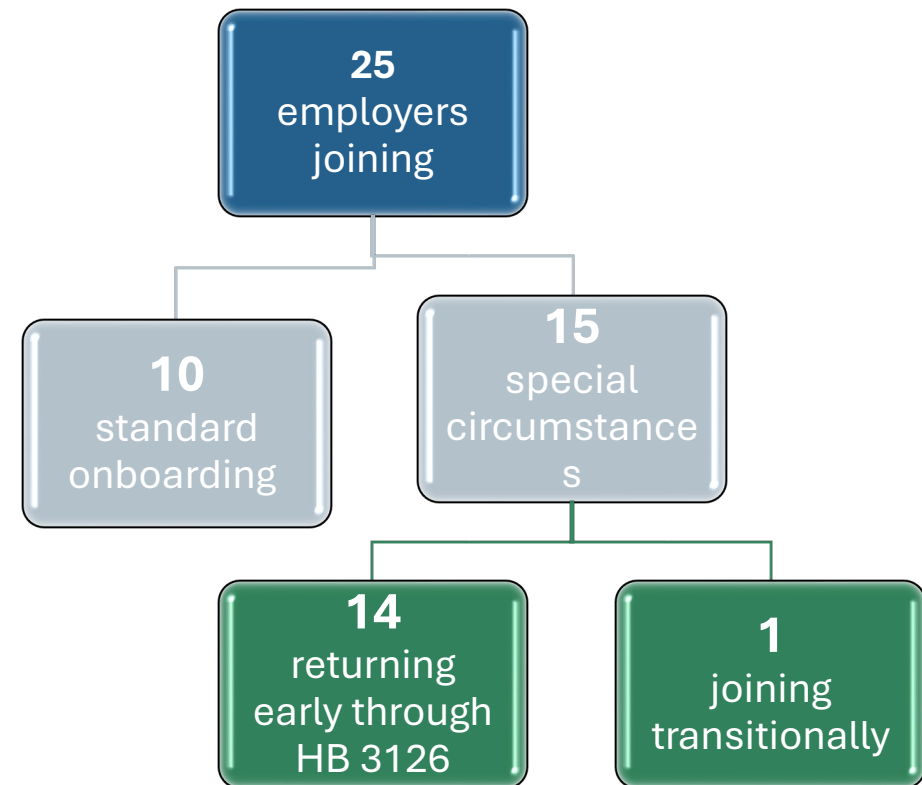 25
employers
joining
10
standard
onboarding
15
special
circumstance
s
14
returning
early through
HB 3126
1
joining
transitionally